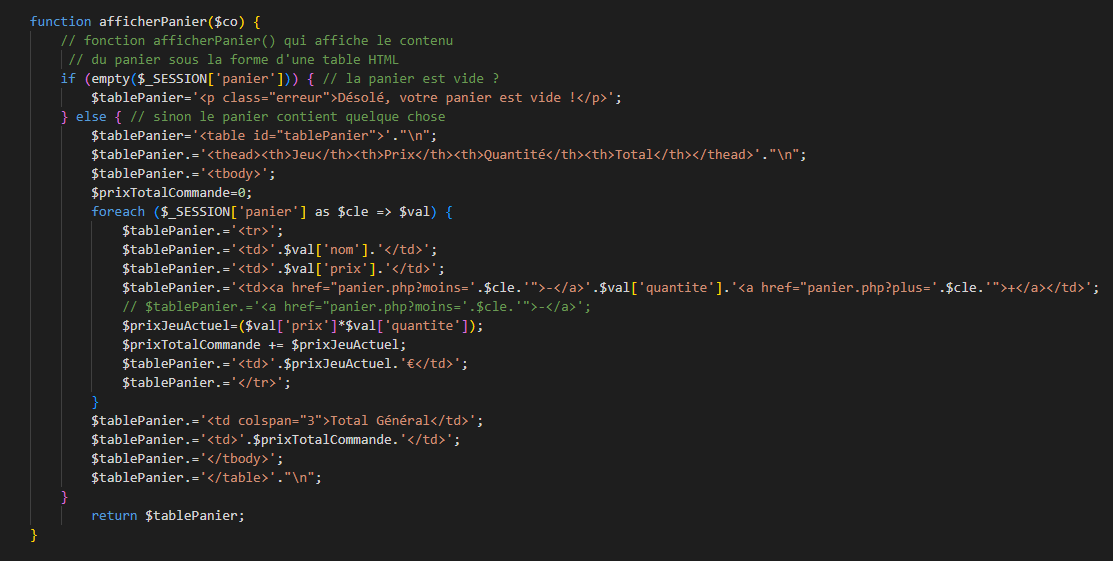 function afficherPanier($co) {
// fonction afficherPanier() qui affiche le contenu
// du panier sous la forme d'une table HTML
if (empty($_SESSION['panier'])) { // la panier est vide ?
$tablePanier='<p class="erreur">Désolé, votre panier est vide !</p>';
} else { // sinon le panier contient quelque chose
$tablePanier='<table id="tablePanier">'."\n";
$tablePanier.='<thead><th>Jeu</th><th>Prix</th><th>Quantité</th><th>Total</th></thead>'."\n";
$tablePanier.='<tbody>';
$prixTotalCommande=0;
foreach ($_SESSION['panier'] as $cle => $val) {
$tablePanier.='<tr>';
$tablePanier.='<td>'.$val['nom'].'</td>';
$tablePanier.='<td>'.$val['prix'].'</td>';
$tablePanier.='<td><a href="panier.php?moins='.$cle.'">-</a>'.$val['quantite'].'<a href="panier.php?plus='.$cle.'">+</a></td>';
// $tablePanier.='<a href="panier.php?moins='.$cle.'">-</a>';
$prixJeuActuel=($val['prix']*$val['quantite']);
$prixTotalCommande += $prixJeuActuel;
$tablePanier.='<td>'.$prixJeuActuel.'€</td>';
$tablePanier.='</tr>';
}
$tablePanier.='<td colspan="3">Total Général</td>';
$tablePanier.='<td>'.$prixTotalCommande.'</td>';
$tablePanier.='</tbody>';
$tablePanier.='</table>'."\n";
}
return $tablePanier;
}